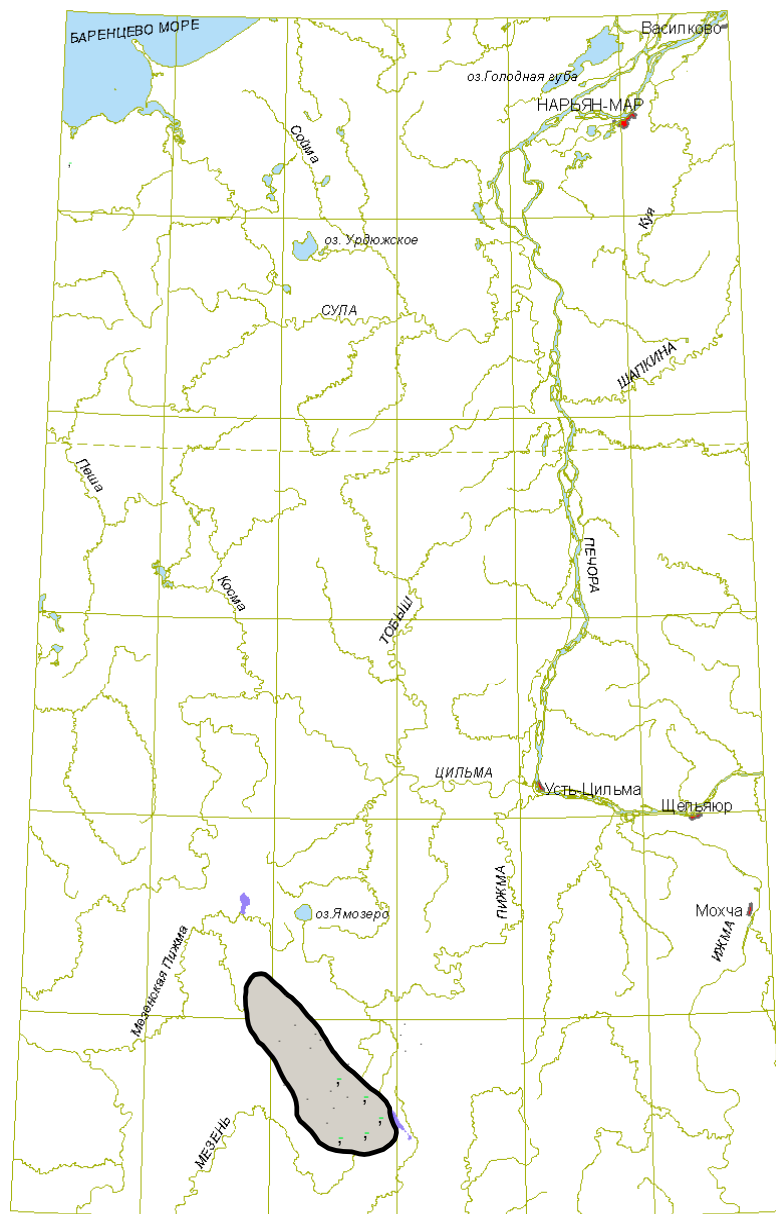 БАРЕНЦЕВО МОРЕ
Василково
оз.Голодная губа
НАРЬЯН-МАР
Сойма
Куя
оз. Урдюжское
СУЛА
ШАПКИНА
Пеша
ПЕЧОРА
Косма
ТОБЫШ
ЦИЛЬМА
Усть-Цильма
Щельяюр
ПИЖМА
оз.Ямозеро
Мохча
ИЖМА
Мезенская Пижма
МЕЗЕНЬ